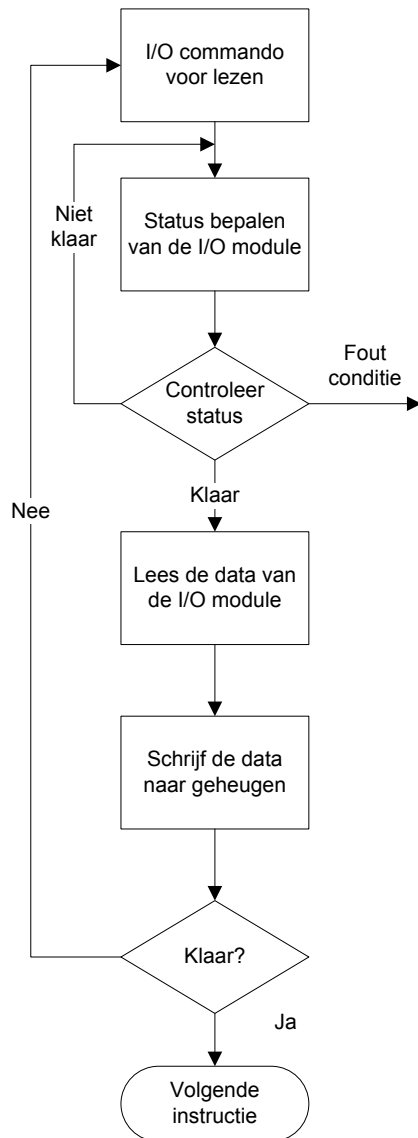 I/O commando
voor lezen
Niet
klaar
Status bepalen
van de I/O module
Controleer
status
Fout
conditie
Klaar
Nee
Lees de data van
de I/O module
Schrijf de data
naar geheugen
Klaar?
Ja
Volgende
instructie